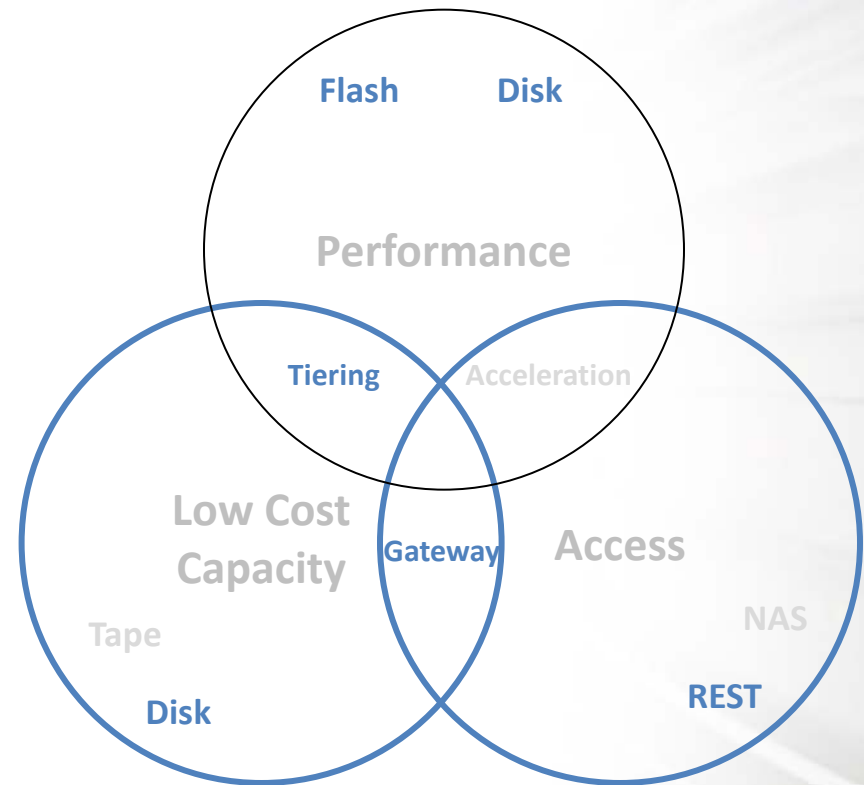 Flash Disk
Performance
Tiering Acceleration
Low Cost
Capacity
Gateway
Access
Tape
NAS
Disk
REST